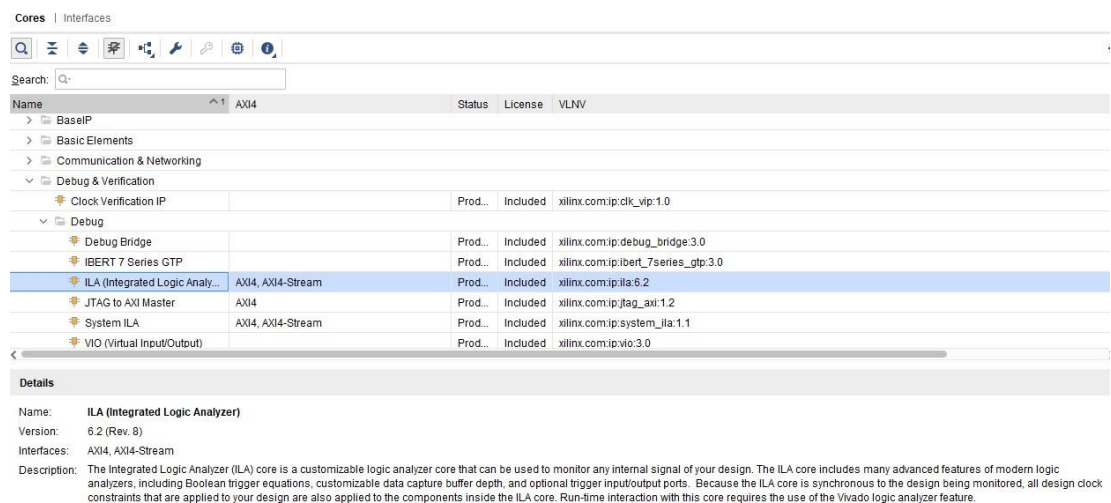 Cores | Interfaces
Search:
Name 1 AXI4 Status License VLNV
BaseIP
Basic Elements
Communication & Networking
Debug & Verification
Clock Verification IP Prod... Included xilinx.com:ip:clk_vip:1.0
Debug
Debug Bridge Prod... Included xilinx.com:ip:debug_bridge:3.0
IBERT 7 Series GTP Prod... Included xilinx.com:ip:ibert_7series_gtp:3.0
ILA (Integrated Logic Analy... AXI4, AXI4-Stream Prod... Included xilinx.com:ip:ila:6.2
JTAG to AXI Master AXI4 Prod... Included xilinx.com:ip:jtag_axi:1.2
System ILA AXI4, AXI4-Stream Prod... Included xilinx.com:ip:system_ila:1.1
VIO (Virtual Input/Output) Prod... Included xilinx.com:ip:vio:3.0
Details
Name: ILA (Integrated Logic Analyzer)
Version: 6.2 (Rev. 8)
Interfaces: AXI4, AXI4-Stream
Description: The Integrated Logic Analyzer (ILA) core is a customizable logic analyzer core that can be used to monitor any internal signal of your design. The ILA core includes many advanced features of modern logic
analyzers, including Boolean trigger equations, customizable data capture buffer depth, and optional trigger input/output ports. Because the ILA core is synchronous to the design being monitored, all design clock
constraints that are applied to your design are also applied to the components inside the ILA core. Run-time interaction with this core requires the use of the Vivado logic analyzer feature.